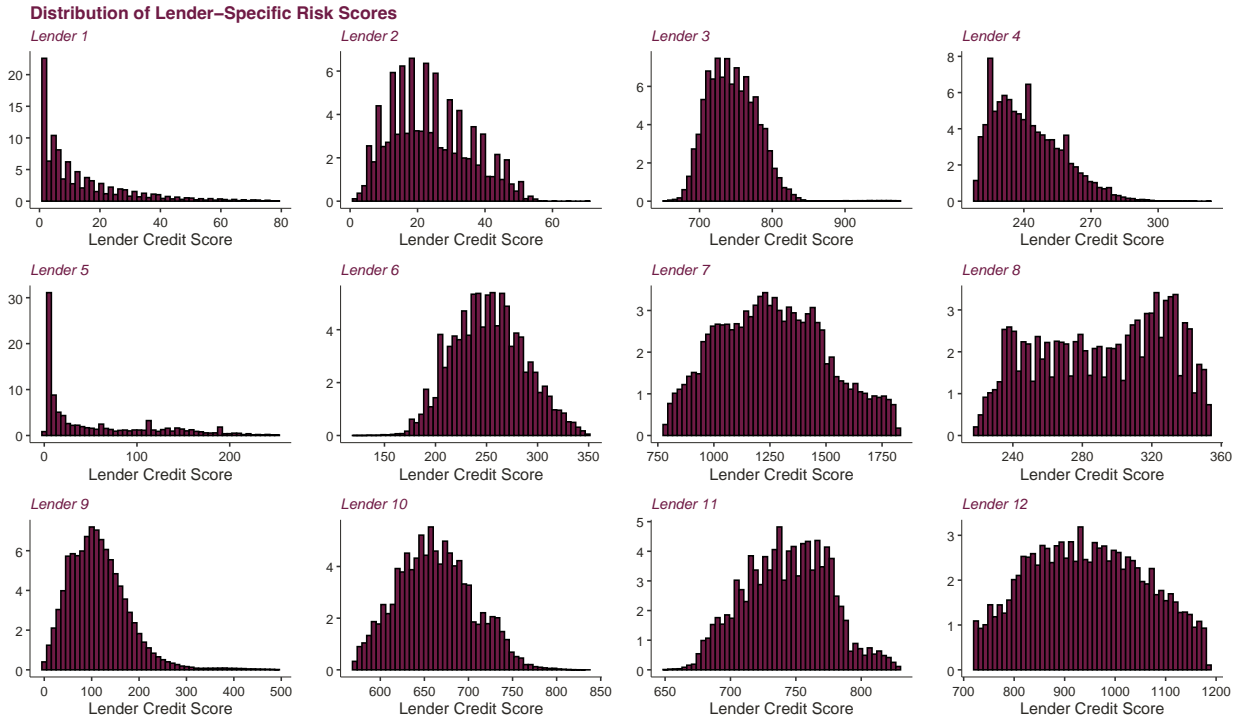 Distribution of Lender–Specific Risk Scores
Lender 1
Lender 2
Lender 3
Lender 4
20
15
10
5
0
0 20 40 60 80
Lender Credit Score
6
4
2
0
0 20 40 60
Lender Credit Score
6
4
2
0
700 800 900
Lender Credit Score
8
6
4
2
0
240 270 300
Lender Credit Score
Lender 5
Lender 6
Lender 7
Lender 8
30
20
10
0
0 100 200
Lender Credit Score
4
2
0
150 200 250 300 350
Lender Credit Score
3
2
1
0
750 1000 1250 1500 1750
Lender Credit Score
3
2
1
0
240 280 320 360
Lender Credit Score
Lender 9
Lender 10
Lender 11
Lender 12
6
4
2
0
0 100 200 300 400 500
Lender Credit Score
4
2
0
600 650 700 750 800 850
Lender Credit Score
5
4
3
2
1
0
650 700 750 800
Lender Credit Score
3
2
1
0
700 800 900 1000 1100 1200
Lender Credit Score